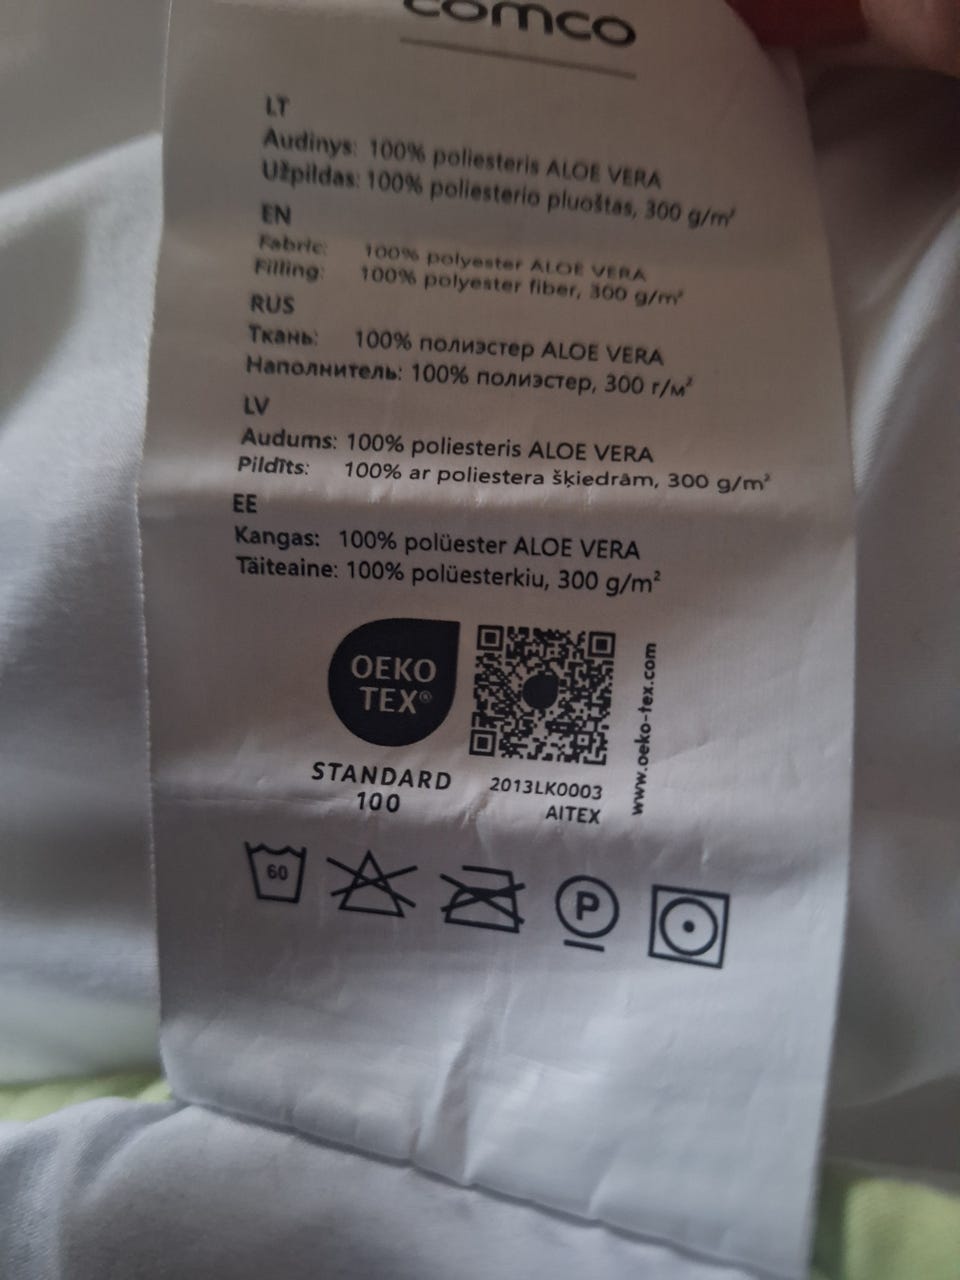 comco
LT
Audinys: 100% poliesteris ALOE VERA
Užpildas: 100% poliesterio pluoštas, 300 g/m²
EN
Fabric: 100% polyester ALOE VERA
Filling: 100% polyester fiber, 300 g/m²
RUS
Ткань: 100% полиэстер ALOE VERA
Наполнитель: 100% полиэстер, 300 г/м²
LV
Audums: 100% poliesteris ALOE VERA
Pildīts: 100% ar poliestera šķiedrām, 300 g/m²
EE
Kangas: 100% polüester ALOE VERA
Täiteaine: 100% polüesterkiu, 300 g/m²
OEKO
TEX®
STANDARD
100
2013LK0003
AITEX
www.oeko-tex.com
60
P